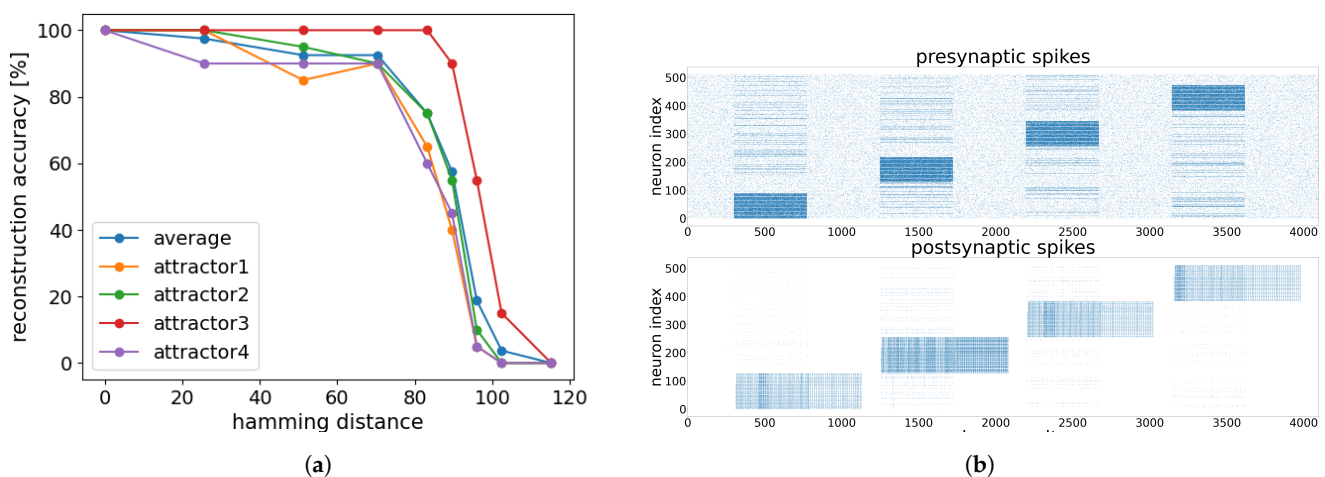 100
80
60
40
20
0
reconstruction accuracy [%]
average
attractor1
attractor2
attractor3
attractor4
0 20 40 60 80 100 120
hamming distance
(a)
presynaptic spikes
500
400
300
200
100
0
neuron index
0 500 1000 1500 2000 2500 3000 3500 4000
postsynaptic spikes
500
400
300
200
100
0
neuron index
0 500 1000 1500 2000 2500 3000 3500 4000
(b)